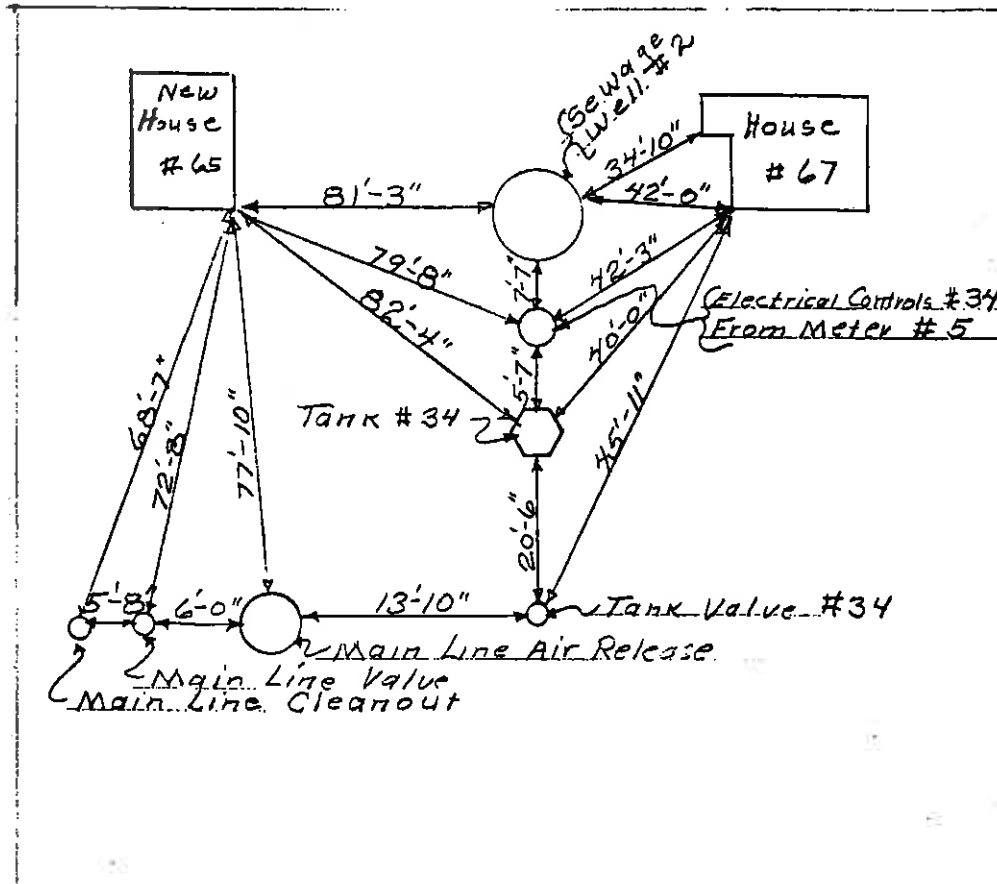 New
House
# 65
(Sewage
Well #2
House
# 67
34'-10"
42'-0"
81'-3"
79'-8"
82'-4"
7'-7"
42'-3"
40'-0"
(Electrical Controls #34
From Meter # 5
5'-7"
Tank #34
68'-7"
72'-8"
77'-10"
45'-11"
20'-6"
5'-8"
6'-0"
13'-10"
Tank Valve #34
Main Line Air Release
Main Line Valve
Main Line Cleanout